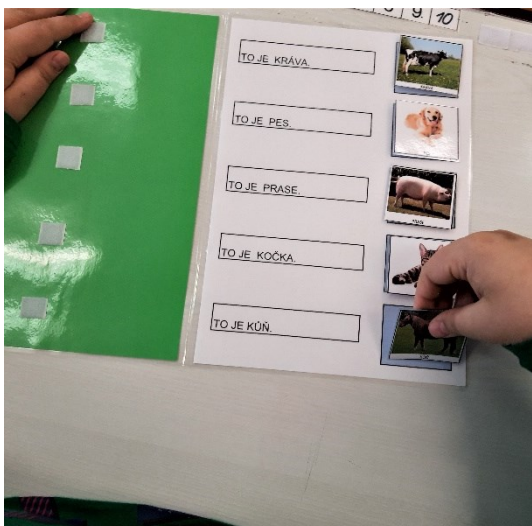 9 10
TO JE KRÁVA.
TO JE PES.
TO JE PRASE.
TO JE KOČKA.
TO JE KŮŇ.